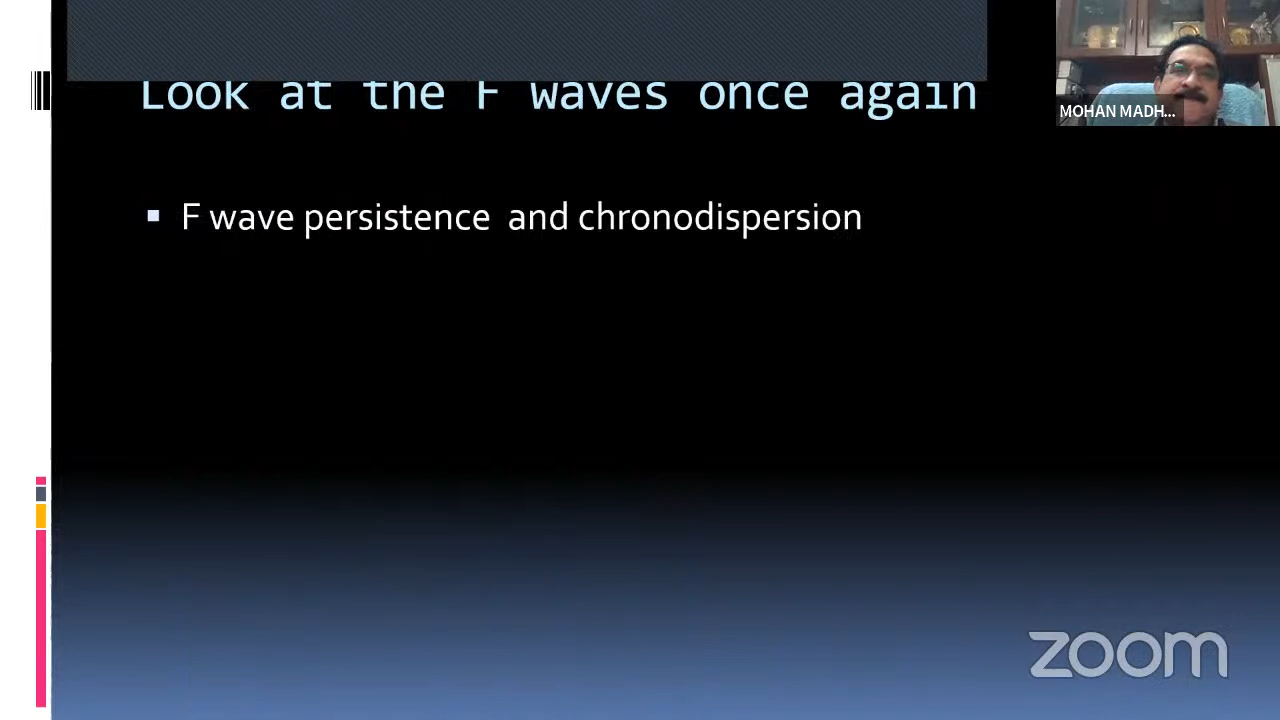 Look at the F waves once again
MOHAN MADH...
F wave persistence and chronodispersion
zoom